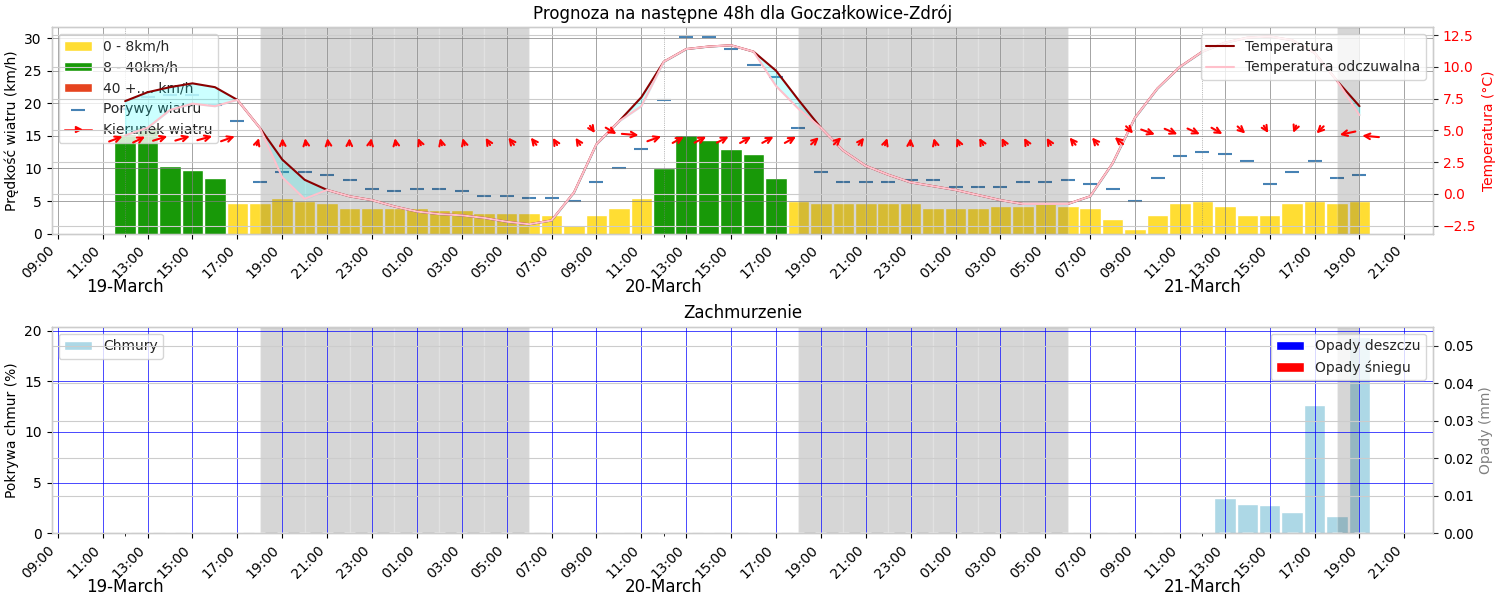 Prognoza na następne 48h dla Goczałkowice-Zdrój
Prędkość wiatru (km/h)
30
25
20
15
10
5
0
0 - 8km/h
8 - 40km/h
40 +... km/h
Porywy wiatru
Kierunek wiatru
Temperatura
Temperatura odczuwalna
12.5
10.0
7.5
5.0
2.5
0.0
−2.5
Temperatura (°C)
09:00 11:00 13:00 15:00 17:00 19:00 21:00 23:00 01:00 03:00 05:00 07:00 09:00 11:00 13:00 15:00 17:00 19:00 21:00 23:00 01:00 03:00 05:00 07:00 09:00 11:00 13:00 15:00 17:00 19:00 21:00
19-March 20-March 21-March
Zachmurzenie
Pokrywa chmur (%)
20
15
10
5
0
Chmury
Opady deszczu
Opady śniegu
0.05
0.04
0.03
0.02
0.01
0.00
Opady (mm)
09:00 11:00 13:00 15:00 17:00 19:00 21:00 23:00 01:00 03:00 05:00 07:00 09:00 11:00 13:00 15:00 17:00 19:00 21:00 23:00 01:00 03:00 05:00 07:00 09:00 11:00 13:00 15:00 17:00 19:00 21:00
19-March 20-March 21-March